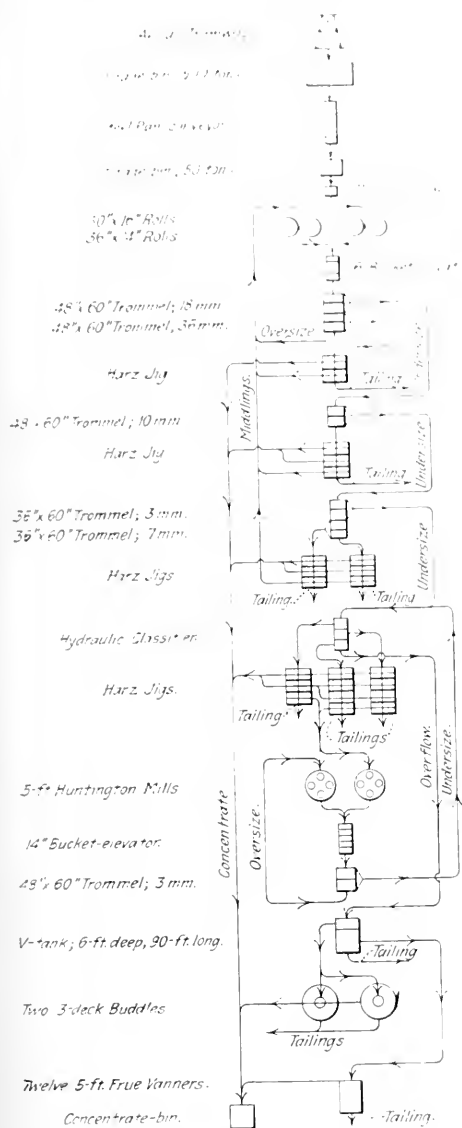 50 ton
30" x 16" Rolls
36" x 14" Rolls
48" x 60" Trommel; 18 mm
48" x 60" Trommel, 36 mm.
Oversize
Harz Jig
Tailing
Middlings.
48 x 60" Trommel; 10 mm
Harz Jig
Tailing
Undersize
36" x 60" Trommel; 3 mm.
36" x 60" Trommel; 7 mm.
Undersize
Harz Jigs
Tailing.
Tailing
Hydraulic Classifier.
Harz Jigs.
Tailing
Tailings
Overflow.
Undersize.
5-ft Huntington Mills
Concentrate
Oversize.
14" Bucket-elevator.
48" x 60" Trommel; 3 mm.
V-tank; 6-ft. deep, 90-ft. long.
Tailing
Two 3-deck Buddles
Tailings
Twelve 5-ft. Frue Vanners.
Concentrate-bin.
Tailing.